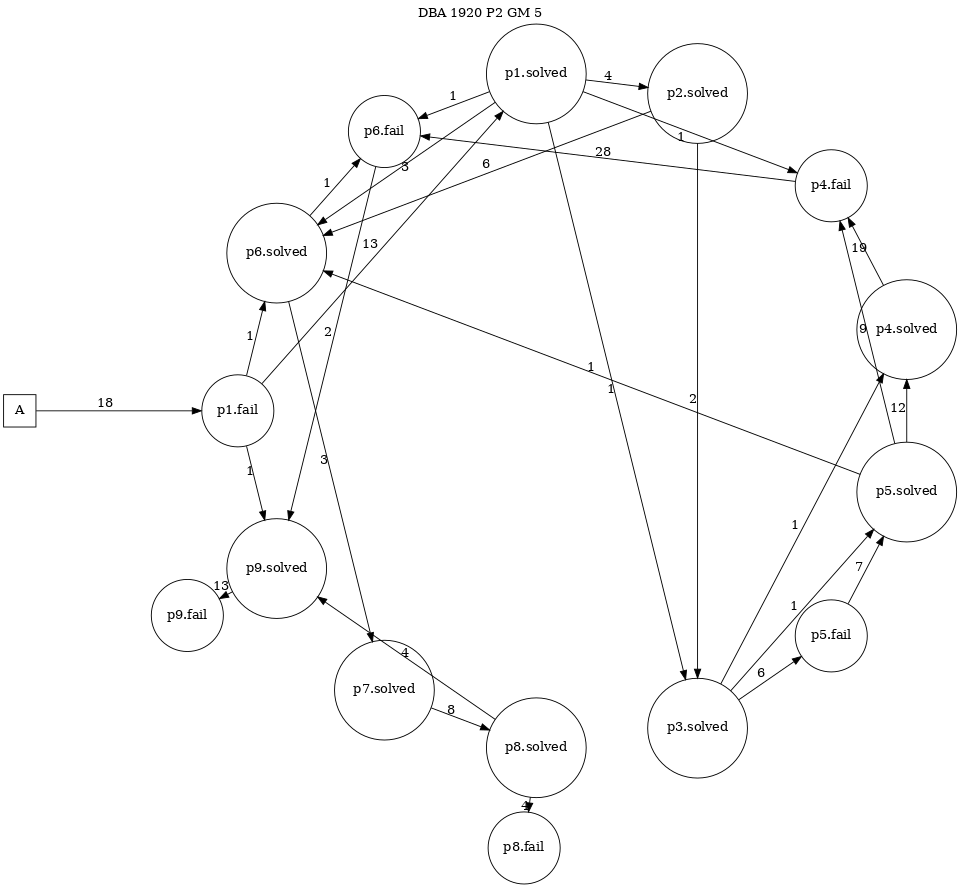 DBA 1920 P2 GM 5
p1.solved
4
p2.solved
1
p6.fail
1
28
3
6
p4.fail
1
13
p6.solved
19
9
p4.solved
2
1
1
1
2
A
18
p1.fail
12
1
3
p5.solved
1
p9.solved
13
p9.fail
7
1
p5.fail
4
6
p7.solved
8
p3.solved
p8.solved
4
p8.fail